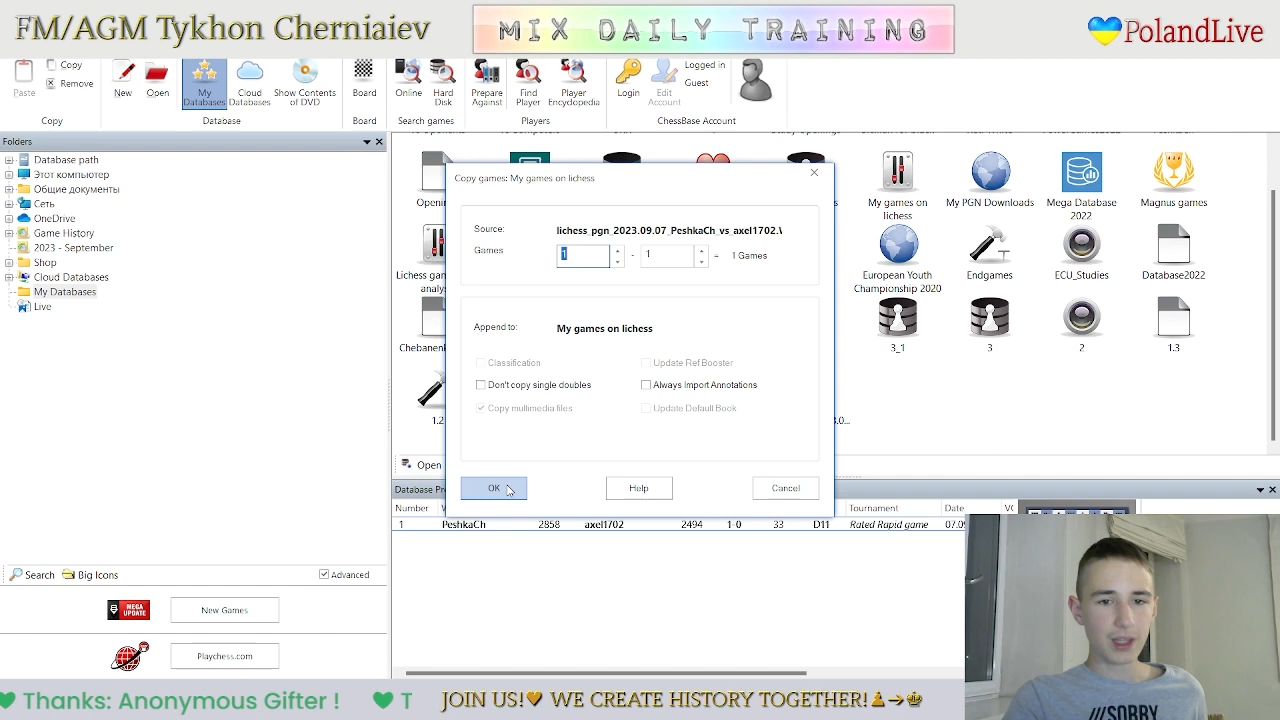 FM/AGM Tykhon Cherniaiev
MIX DAILY TRAINING
PolandLive
Paste
Copy
Remove
New
Open
My Databases
Cloud Databases
Show Contents of DVD
Board
Online
Hard Disk
Prepare Against
Find Player
Player Encyclopedia
Login
Edit Account
Logged in
Guest
Copy
Database
Board
Search games
Players
ChessBase Account
Folders
Database path
Этот компьютер
Общие документы
Сеть
OneDrive
Game History
2023 - September
Shop
Cloud Databases
My Databases
Live
Search
Big Icons
Advanced
MEGA UPDATE
New Games
Playchess.com
Copy games: My games on lichess
Source:
lichess_pgn_2023.09.07_PeshkaCh_vs_axel1702.
Games:
1
-
1
=
1 Games
Append to:
My games on lichess
Classification
Update Ref Booster
Don't copy single doubles
Always Import Annotations
Copy multimedia files
Update Default Book
OK
Help
Cancel
My games on lichess
My PGN Downloads
Mega Database 2022
Magnus games
European Youth Championship 2020
Endgames
ECU_Studies
Database2022
3_1
3
2
1.3
1.2
Open
Number
Tournament
Date
1 PeshkaCh 2858 axel1702 2494 1-0 33 D11 Rated Rapid game 07.0
///SORRY
Thanks: Anonymous Gifter !
T
JOIN US! WE CREATE HISTORY TOGETHER!